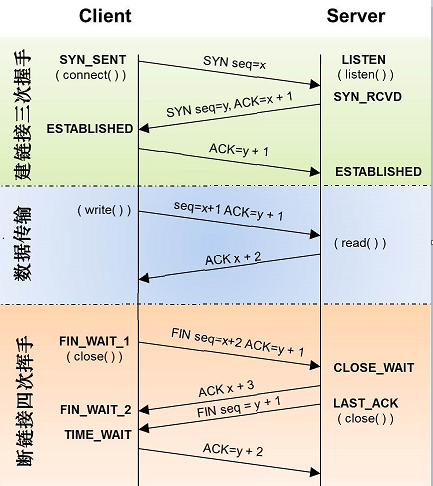 Client
Server
建链接三次握手
SYN_SENT
( connect( ) )
SYN seq=x
LISTEN
( listen( ) )
SYN seq=y, ACK=x + 1
SYN_RCVD
ESTABLISHED
ACK=y + 1
ESTABLISHED
数据传输
( write( ) )
seq=x+1 ACK=y + 1
( read( ) )
ACK x + 2
断链接四次挥手
FIN_WAIT_1
( close( ) )
FIN seq=x+2 ACK=y + 1
CLOSE_WAIT
ACK x + 3
FIN_WAIT_2
FIN seq = y + 1
LAST_ACK
( close( ) )
TIME_WAIT
ACK=y + 2